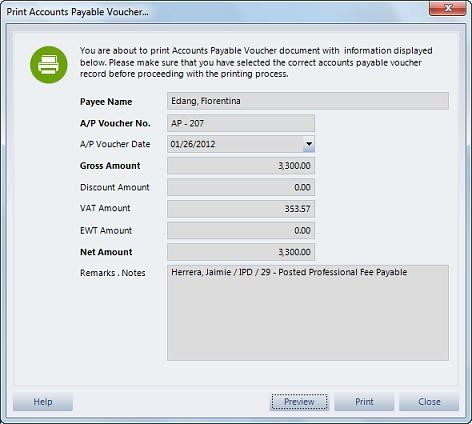 Print Accounts Payable Voucher...
You are about to print Accounts Payable Voucher document with information displayed
below. Please make sure that you have selected the correct accounts payable voucher
record before proceeding with the printing process.
Payee Name Edang, Florentina
A/P Voucher No. AP - 207
A/P Voucher Date 01/26/2012
Gross Amount 3,300.00
Discount Amount 0.00
VAT Amount 353.57
EWT Amount 0.00
Net Amount 3,300.00
Remarks . Notes Herrera, Jaimie / IPD / 29 - Posted Professional Fee Payable
Help Preview Print Close